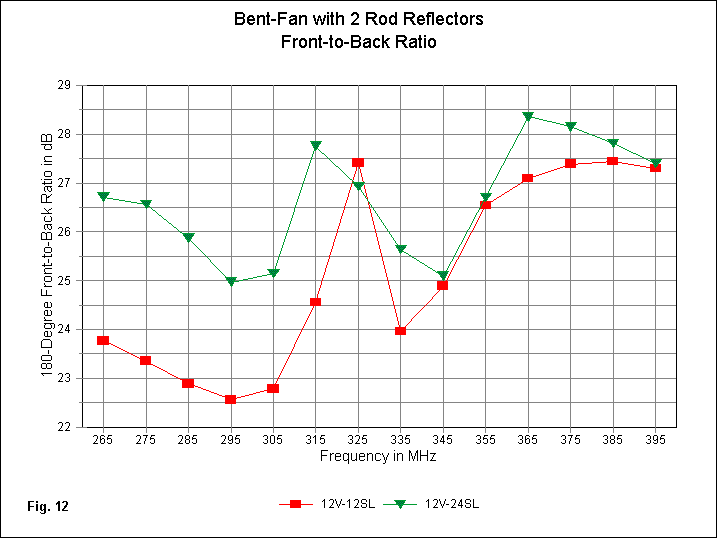 Bent-Fan with 2 Rod Reflectors
Front-to-Back Ratio
180-Degree Front-to-Back Ratio in dB
29
28
27
26
25
24
23
22
265 275 285 295 305 315 325 335 345 355 365 375 385 395
Frequency in MHz
Fig. 12
12V-12SL 12V-24SL